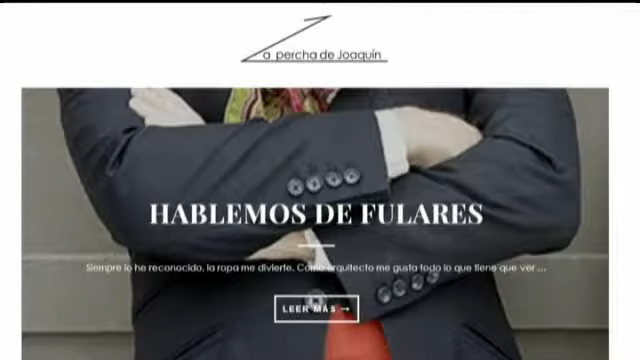 La percha de Joaquín
HABLEMOS DE FULARES
Siempre lo he reconocido, la ropa me divierte. Como arquitecto me gusta todo lo que tiene que ver ...
LEER MÁS →